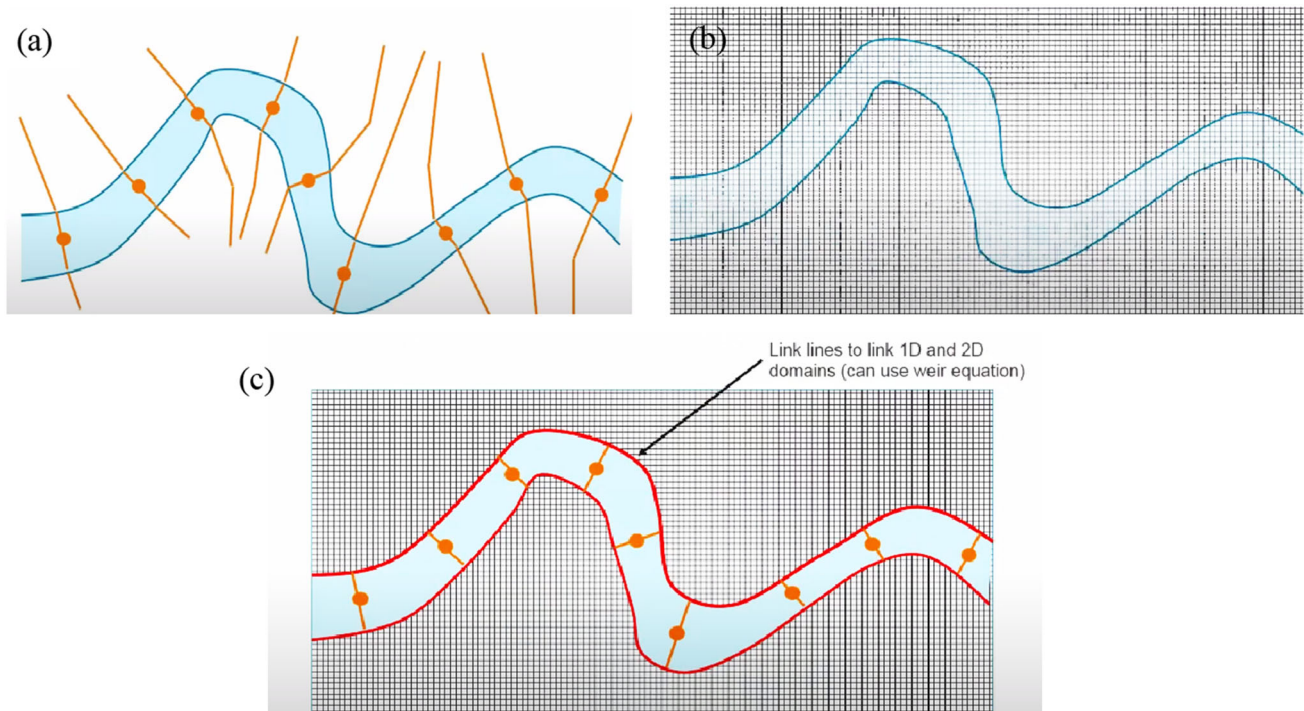 (a)
(b)
(c)
Link lines to link 1D and 2D
domains (can use weir equation)